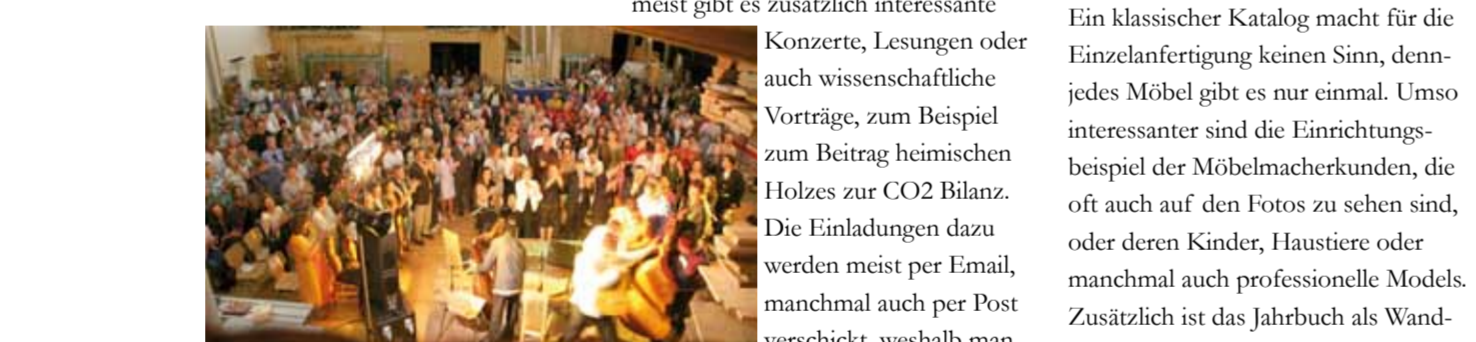 meist gibt es zusätzlich interessante
Konzerte, Lesungen oder
auch wissenschaftliche
Vorträge, zum Beispiel
zum Beitrag heimischen
Holzes zur CO2 Bilanz.
Die Einladungen dazu
werden meist per Email,
manchmal auch per Post
verschickt, weshalb man
Ein klassischer Katalog macht für die
Einzelanfertigung keinen Sinn, denn-
jedes Möbel gibt es nur einmal. Umso
interessanter sind die Einrichtungs-
beispiel der Möbelmacherkunden, die
oft auch auf den Fotos zu sehen sind,
oder deren Kinder, Haustiere oder
manchmal auch professionelle Models.
Zusätzlich ist das Jahrbuch als Wand-